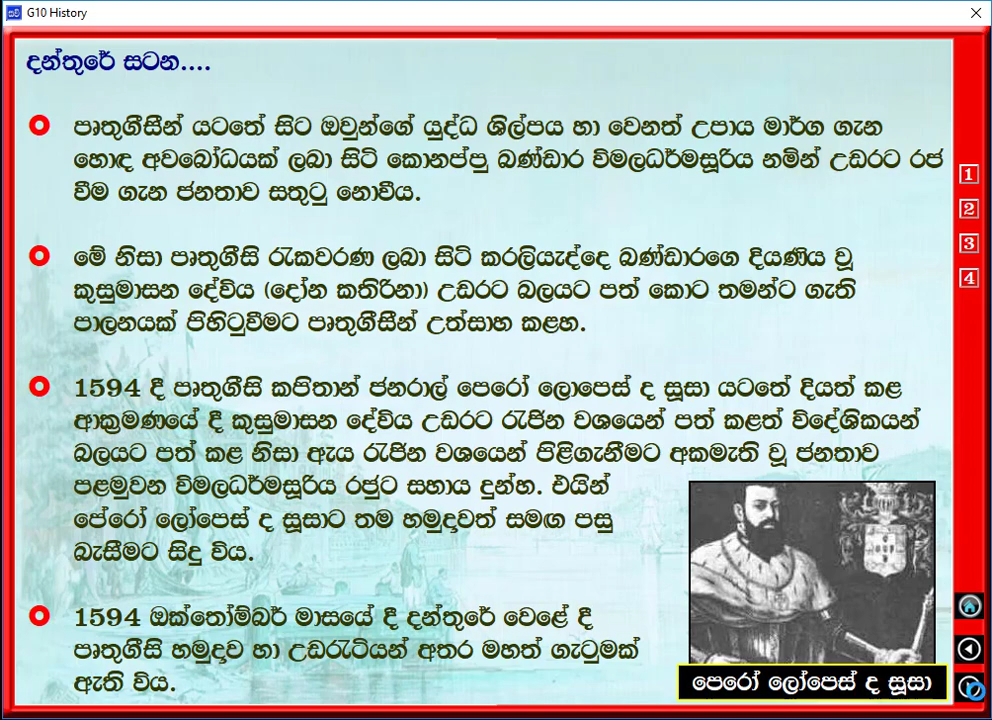 G10 History
දන්තුරේ සටන....
පෘතුගීසීන් යටතේ සිට ඔවුන්ගේ යුද්ධ ශිල්පය හා වෙනත් උපාය මාර්ග ගැන
හොඳ අවබෝධයක් ලබා සිටි කොනප්පු බණ්ඩාර විමලධර්මසූරිය නමින් උඩරට රජ
වීම ගැන ජනතාව සතුටු නොවීය.
මේ නිසා පෘතුගීසි රැකවරණ ලබා සිටි කරලියැද්දෙ බණ්ඩාරගෙ දියණිය වූ
කුසුමාසන දේවිය (දෝන කතිරිනා) උඩරට බලයට පත් කොට තමන්ට ගැති
පාලනයක් පිහිටුවීමට පෘතුගීසීන් උත්සාහ කළහ.
1594 දී පෘතුගීසි කපිතාන් ජනරාල් පෙරෝ ලොපෙස් ද සූසා යටතේ දියත් කළ
ආක්‍රමණයේ දී කුසුමාසන දේවිය උඩරට රැජින වශයෙන් පත් කළත් විදේශිකයන්
බලයට පත් කළ නිසා ඇය රැජින වශයෙන් පිළිගැනීමට අකමැති වූ ජනතාව
පළමුවන විමලධර්මසූරිය රජුට සහාය දුන්හ. එයින්
පේරෝ ලෝපෙස් ද සූසාට තම හමුදාවත් සමඟ පසු
බැසීමට සිදු විය.
1594 ඔක්තෝම්බර් මාසයේ දී දන්තුරේ වෙළේ දී
පෘතුගීසි හමුදාව හා උඩරැටියන් අතර මහත් ගැටුමක්
ඇති විය.
පෙරෝ ලෝපෙස් ද සූසා
1
2
3
4